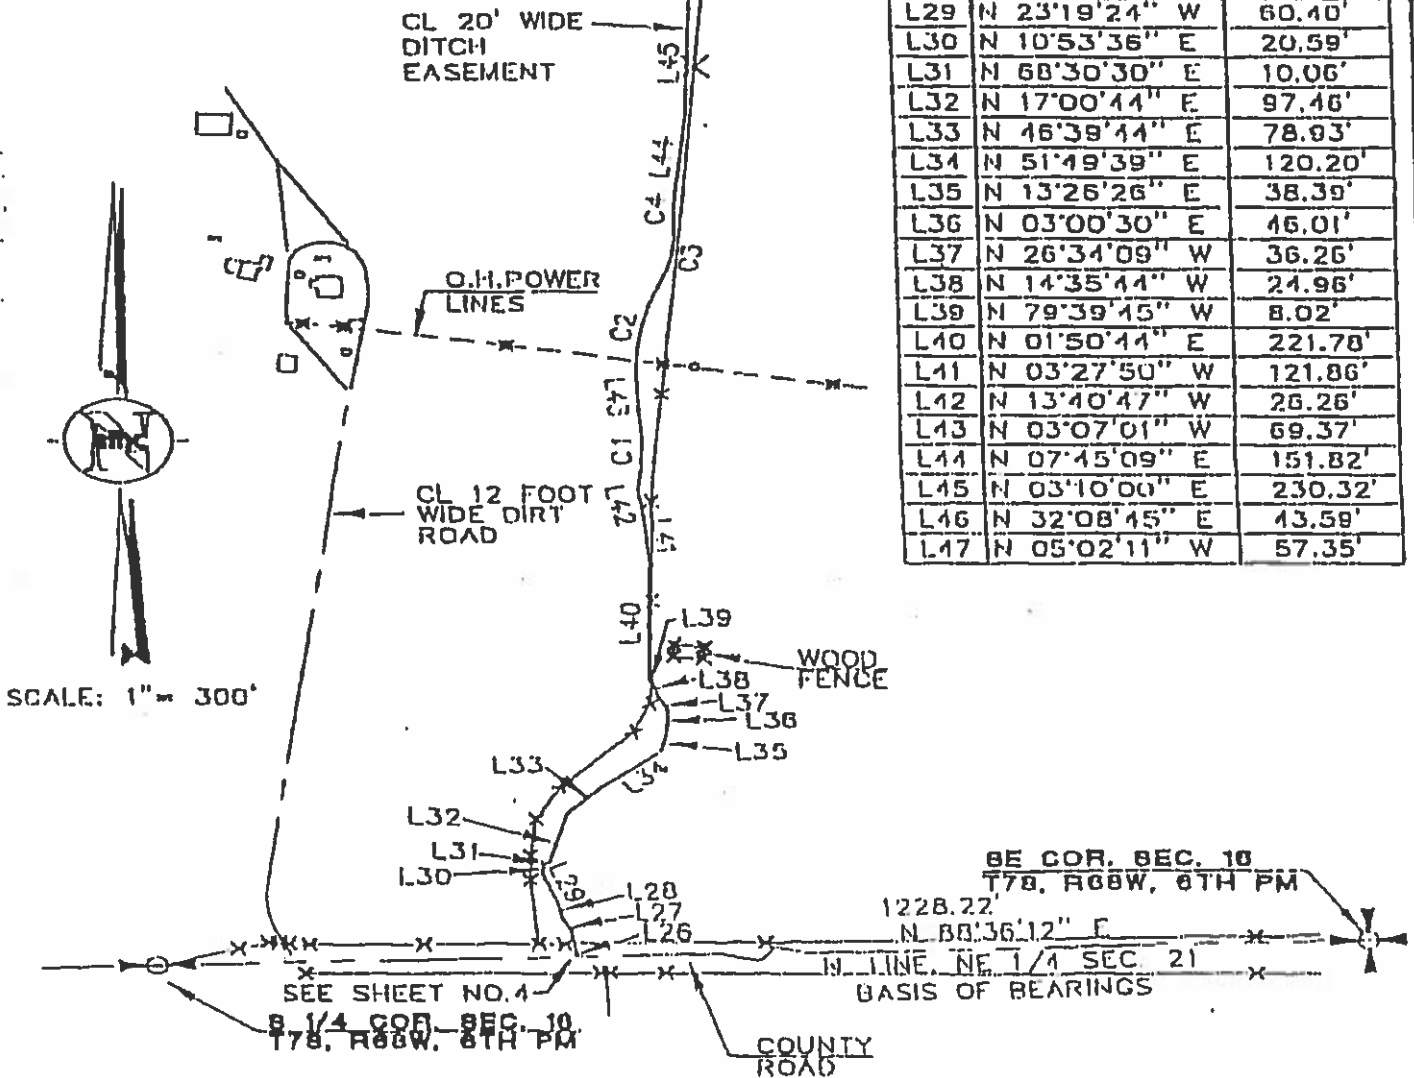 CL 20' WIDE
DITCH
EASEMENT
L29 N 23°19'24" W 60.40'
L30 N 10°53'36" E 20.59'
L31 N 68°30'30" E 10.06'
L32 N 17°00'44" E 97.46'
L33 N 46°39'44" E 78.93'
L34 N 51°49'39" E 120.20'
L35 N 13°26'26" E 38.39'
L36 N 03°00'30" E 46.01'
L37 N 26°34'09" W 36.26'
L38 N 14°35'44" W 24.96'
L39 N 79°39'45" W 8.02'
L40 N 01°50'44" E 221.78'
L41 N 03°27'50" W 121.86'
L42 N 13°40'47" W 26.26'
L43 N 03°07'01" W 69.37'
L44 N 07°45'09" E 151.82'
L45 N 03°10'00" E 230.32'
L46 N 32°08'45" E 43.59'
L47 N 05°02'11" W 57.35'
L45
L44
C4
C3
O.H.POWER
LINES
C2
L43
C1
CL 12 FOOT
WIDE DIRT
ROAD
L42
L41
L40
L39
WOOD
FENCE
L38
L37
L36
L35
SCALE: 1"= 300'
L33
L34
L32
L31
L30
L29
L28
L27
L26
SE COR. SEC. 16
T7S, R68W, 6TH PM
1228.22'
N 88°36'12" E
N LINE, NE 1/4 SEC. 21
BASIS OF BEARINGS
SEE SHEET NO.4
S 1/4 COR. SEC. 16,
T7S, R68W, 6TH PM
COUNTY
ROAD